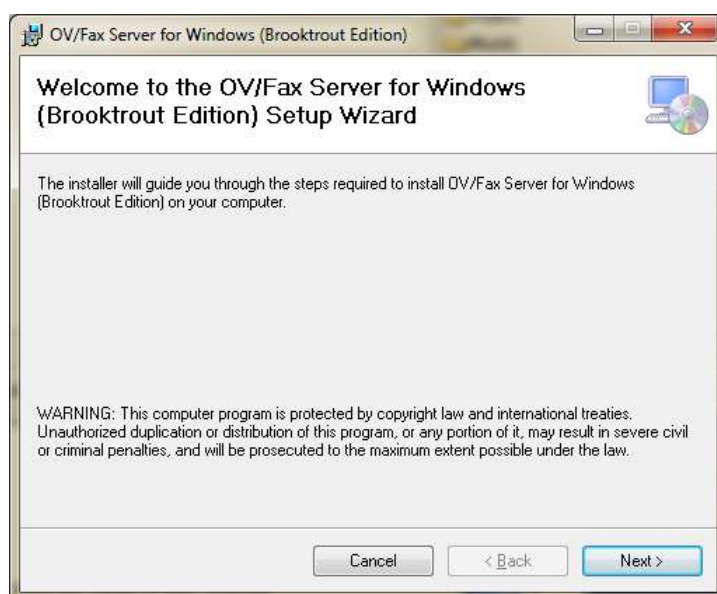 OV/Fax Server for Windows (Brooktrout Edition)
Welcome to the OV/Fax Server for Windows
(Brooktrout Edition) Setup Wizard
The installer will guide you through the steps required to install OV/Fax Server for Windows
(Brooktrout Edition) on your computer.
WARNING: This computer program is protected by copyright law and international treaties.
Unauthorized duplication or distribution of this program, or any portion of it, may result in severe civil
or criminal penalties, and will be prosecuted to the maximum extent possible under the law.
Cancel < Back Next >